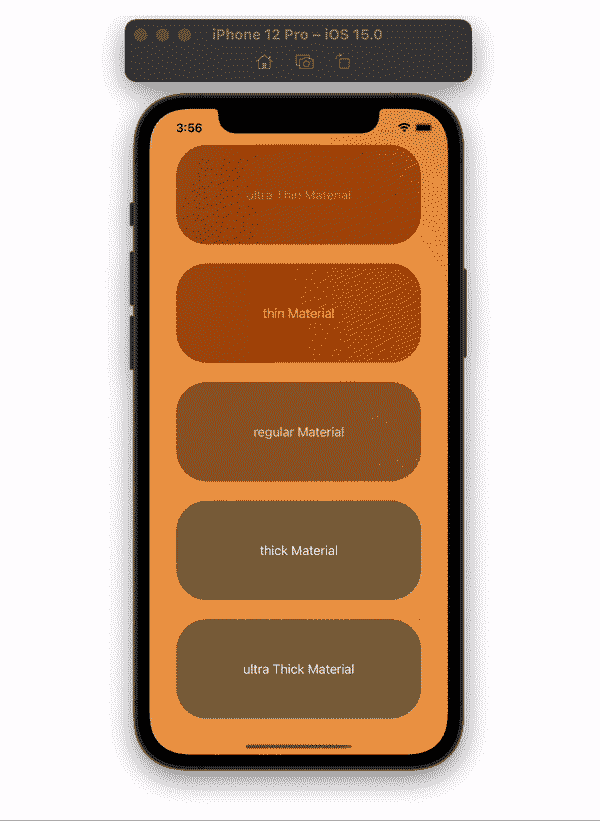 iPhone 12 Pro – iOS 15.0
3:56
ultra Thin Material
thin Material
regular Material
thick Material
ultra Thick Material